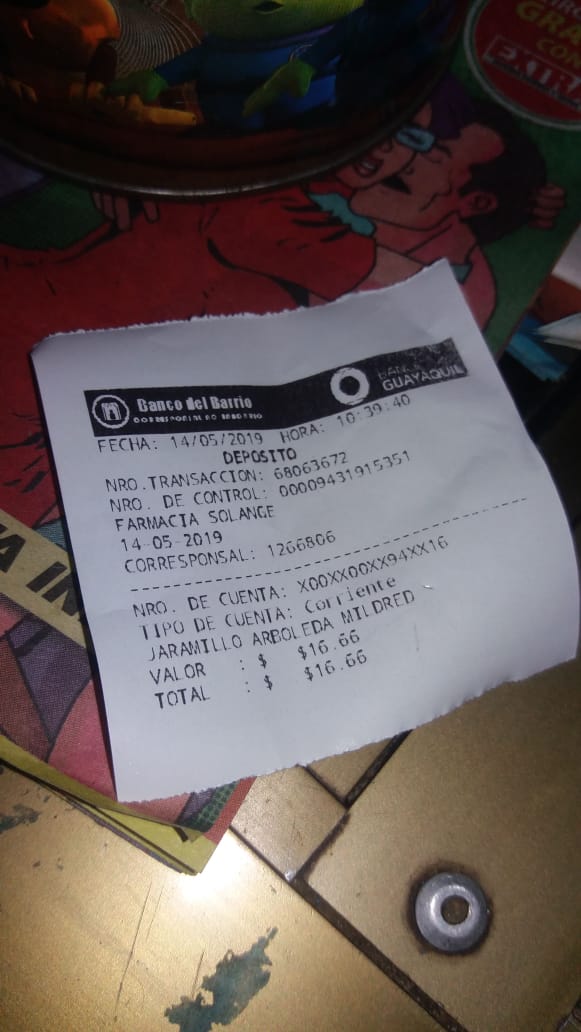 GRA
CON
Banco del Barrio
CORRESPONSAL NO BANCARIO
BANCO
GUAYAQUIL
FECHA: 14/05/2019 HORA: 10:39:40
DEPOSITO
NRO.TRANSACCION: 68063672
NRO. DE CONTROL: 00009431915351
FARMACIA SOLANGE
14-05-2019
CORRESPONSAL: 1266806
NRO. DE CUENTA: X00XX00XX94XX16
TIPO DE CUENTA: Corriente
JARAMILLO ARBOLEDA MILDRED
VALOR : $ $16.66
TOTAL : $ $16.66